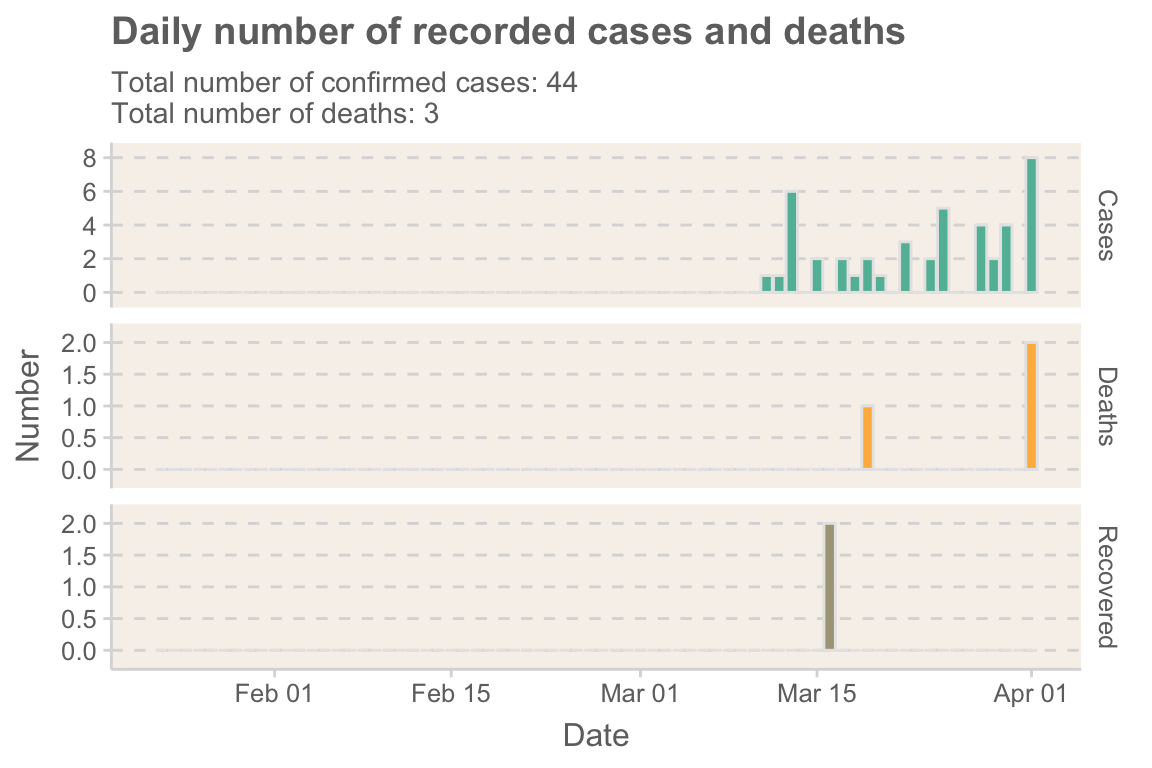 Daily number of recorded cases and deaths
Total number of confirmed cases: 44
Total number of deaths: 3
8
6
4
2
0
Cases
2.0
1.5
1.0
0.5
0.0
Deaths
Number
2.0
1.5
1.0
0.5
0.0
Recovered
Feb 01 Feb 15 Mar 01 Mar 15 Apr 01
Date